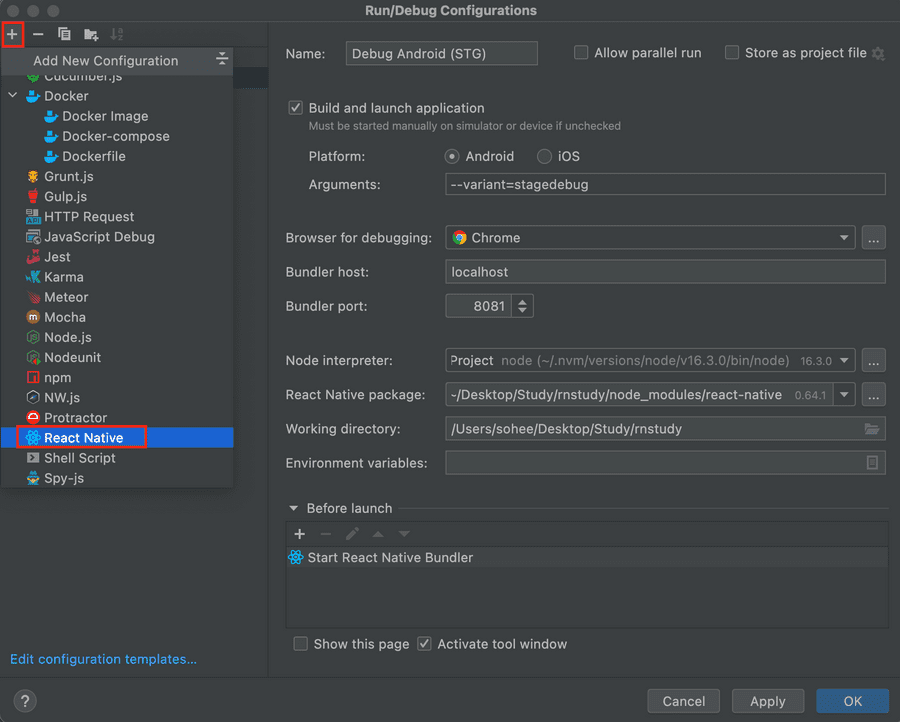 Run/Debug Configurations
Add New Configuration
Cucumber.js
Docker
Docker Image
Docker-compose
Dockerfile
Grunt.js
Gulp.js
HTTP Request
JavaScript Debug
Jest
Karma
Meteor
Mocha
Node.js
Nodeunit
npm
NW.js
Protractor
React Native
Shell Script
Spy-js
Edit configuration templates...
Name: Debug Android (STG) Allow parallel run Store as project file
Build and launch application
Must be started manually on simulator or device if unchecked
Platform: Android iOS
Arguments: --variant=stagedebug
Browser for debugging: Chrome ...
Bundler host: localhost
Bundler port: 8081
Node interpreter: Project node (~/.nvm/versions/node/v16.3.0/bin/node) 16.3.0 ...
React Native package: ~/Desktop/Study/rnstudy/node_modules/react-native 0.64.1 ...
Working directory: /Users/sohee/Desktop/Study/rnstudy
Environment variables:
Before launch
Start React Native Bundler
Show this page Activate tool window
? Cancel Apply OK